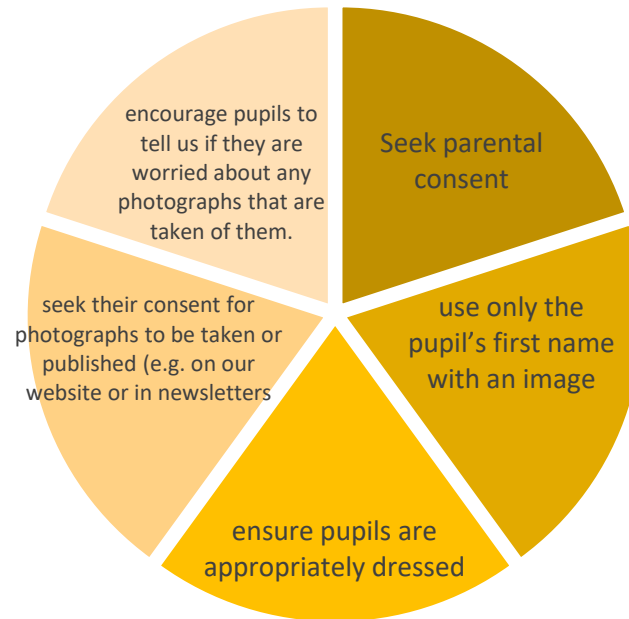 Seek parental
consent
use only the
pupil’s first name
with an image
ensure pupils are
appropriately dressed
seek their consent for
photographs to be taken or
published (e.g. on our
website or in newsletters
encourage pupils to
tell us if they are
worried about any
photographs that are
taken of them.